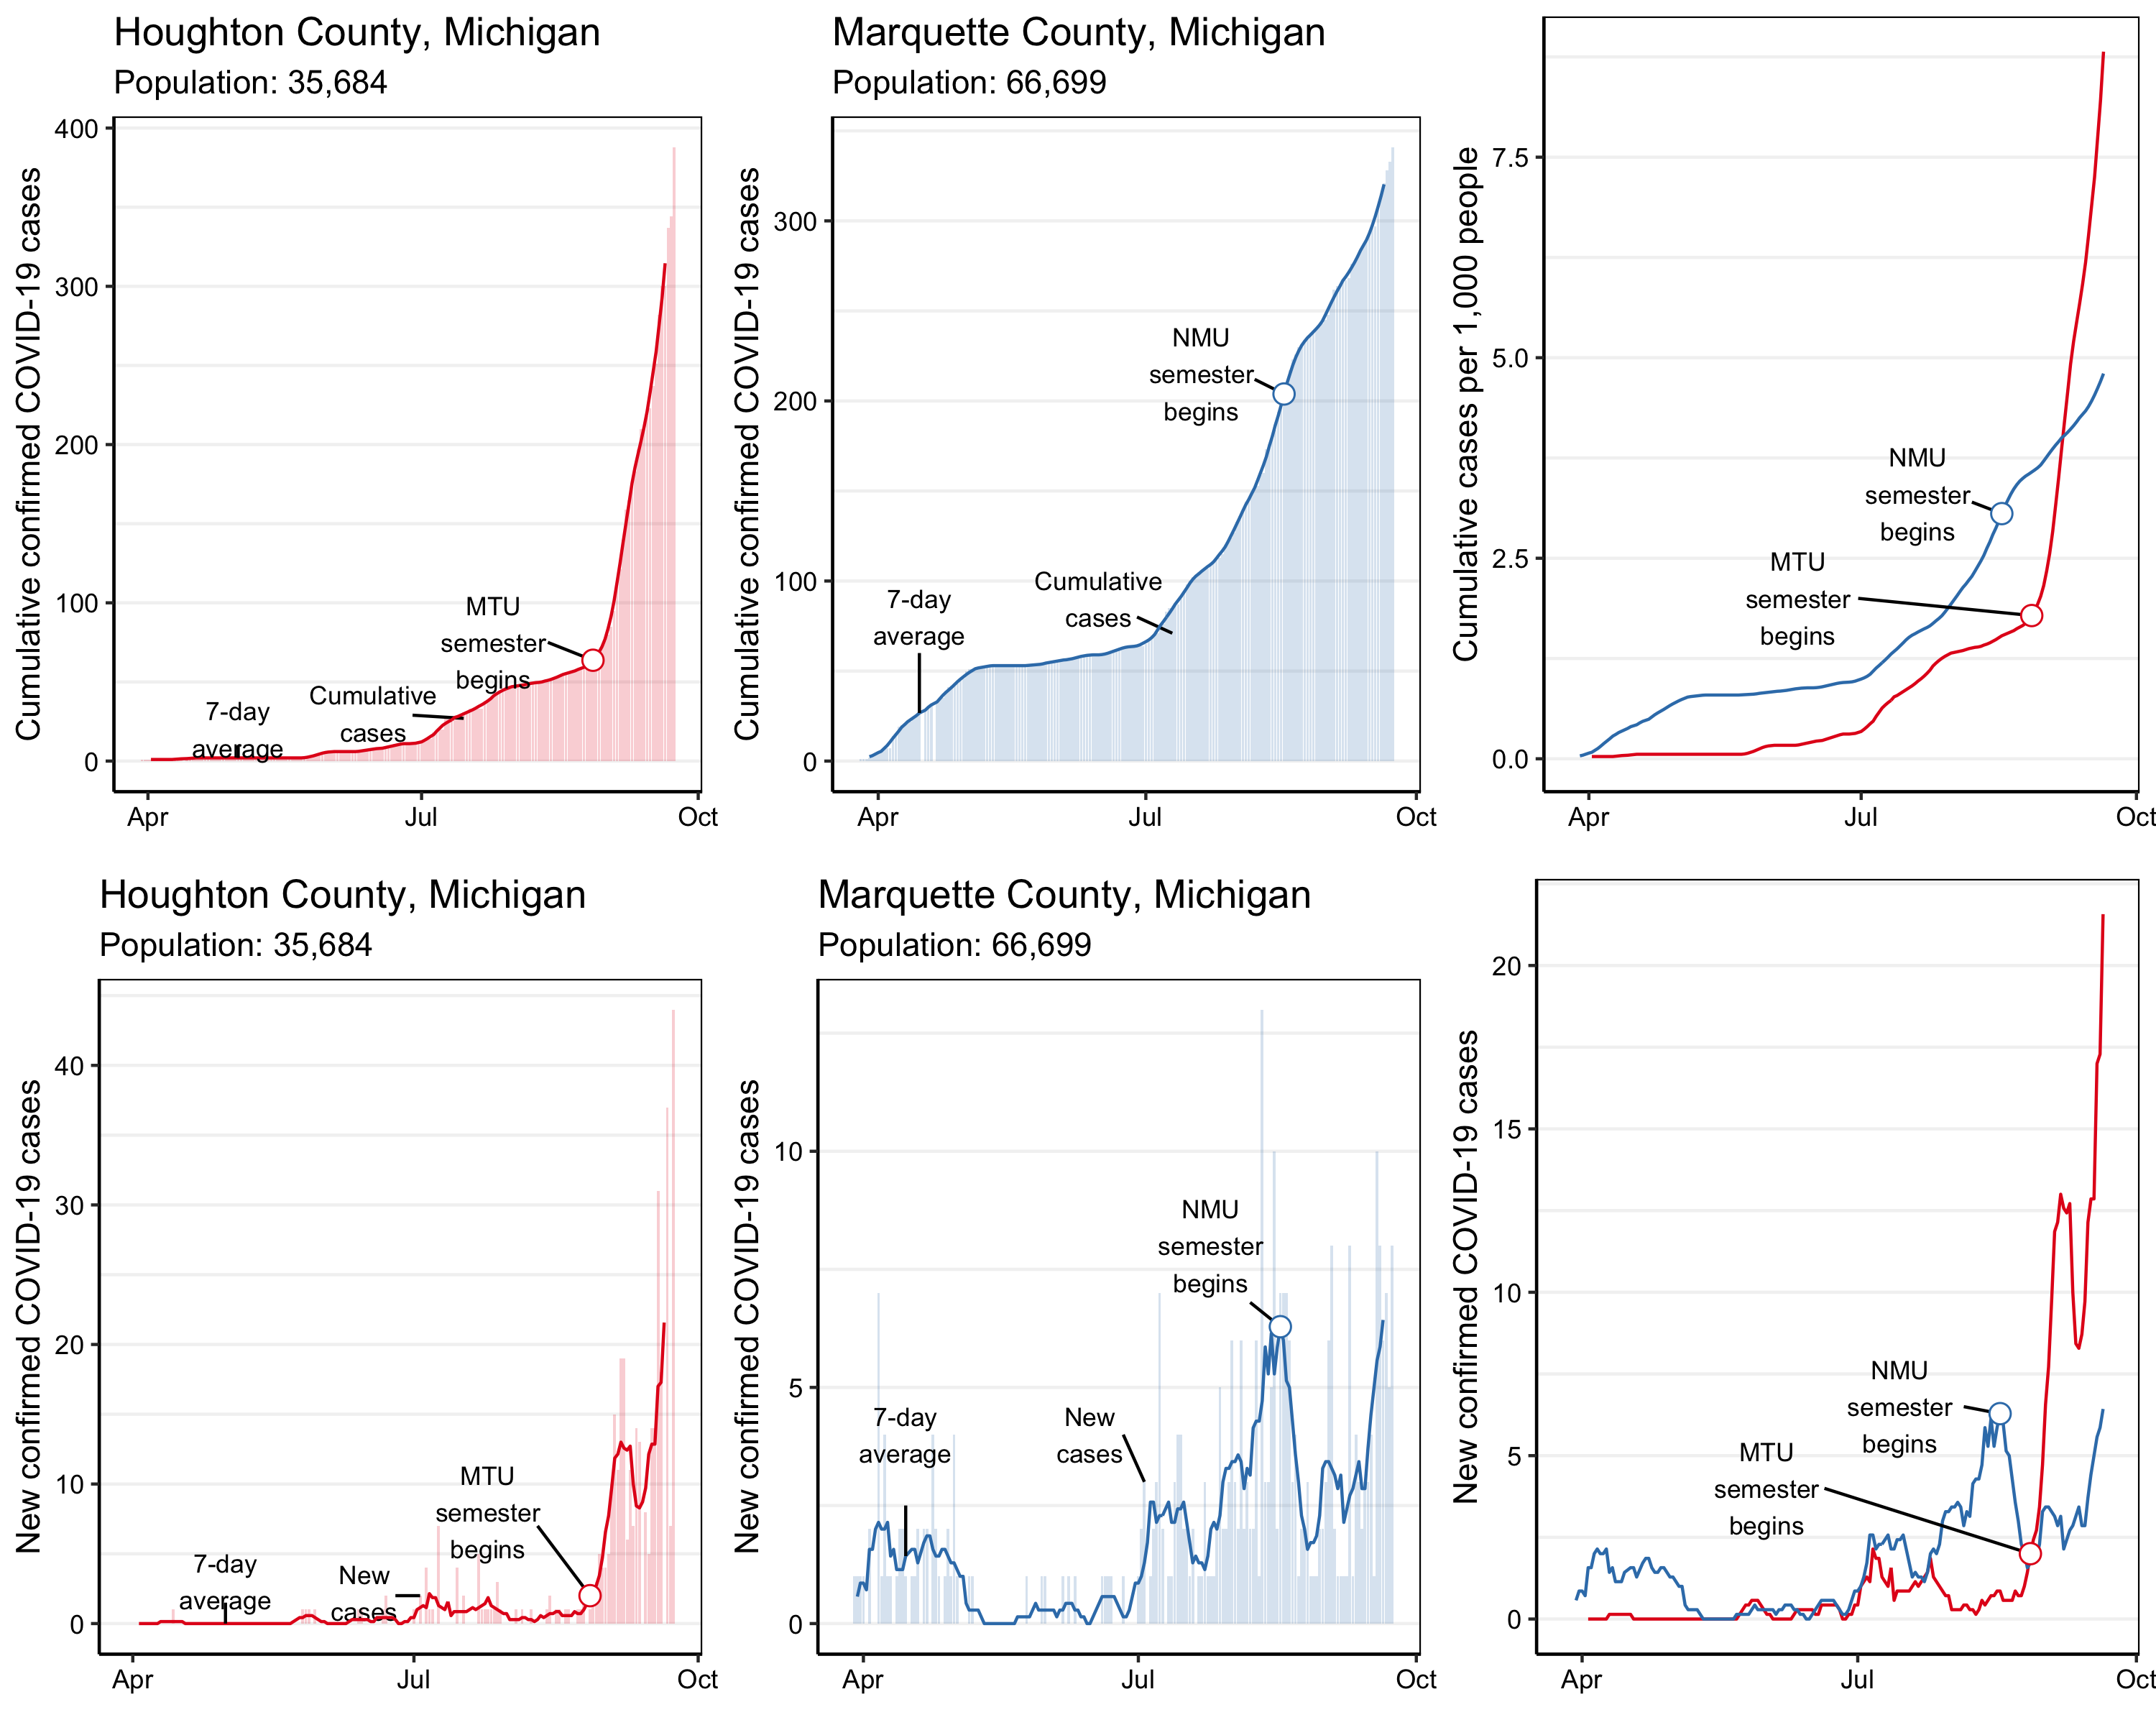 Houghton County, Michigan
Population: 35,684
Cumulative confirmed COVID-19 cases
400
300
200
100
0
MTU
semester
begins
Cumulative
cases
7-day
average
Apr
Jul
Oct
Marquette County, Michigan
Population: 66,699
Cumulative confirmed COVID-19 cases
300
200
100
0
NMU
semester
begins
Cumulative
cases
7-day
average
Apr
Jul
Oct
Cumulative cases per 1,000 people
7.5
5.0
2.5
0.0
NMU
semester
begins
MTU
semester
begins
Apr
Jul
Oct
Houghton County, Michigan
Population: 35,684
New confirmed COVID-19 cases
40
30
20
10
0
MTU
semester
begins
7-day
average
New
cases
Apr
Jul
Oct
Marquette County, Michigan
Population: 66,699
New confirmed COVID-19 cases
10
5
0
NMU
semester
begins
7-day
average
New
cases
Apr
Jul
Oct
New confirmed COVID-19 cases
20
15
10
5
0
NMU
semester
begins
MTU
semester
begins
Apr
Jul
Oct